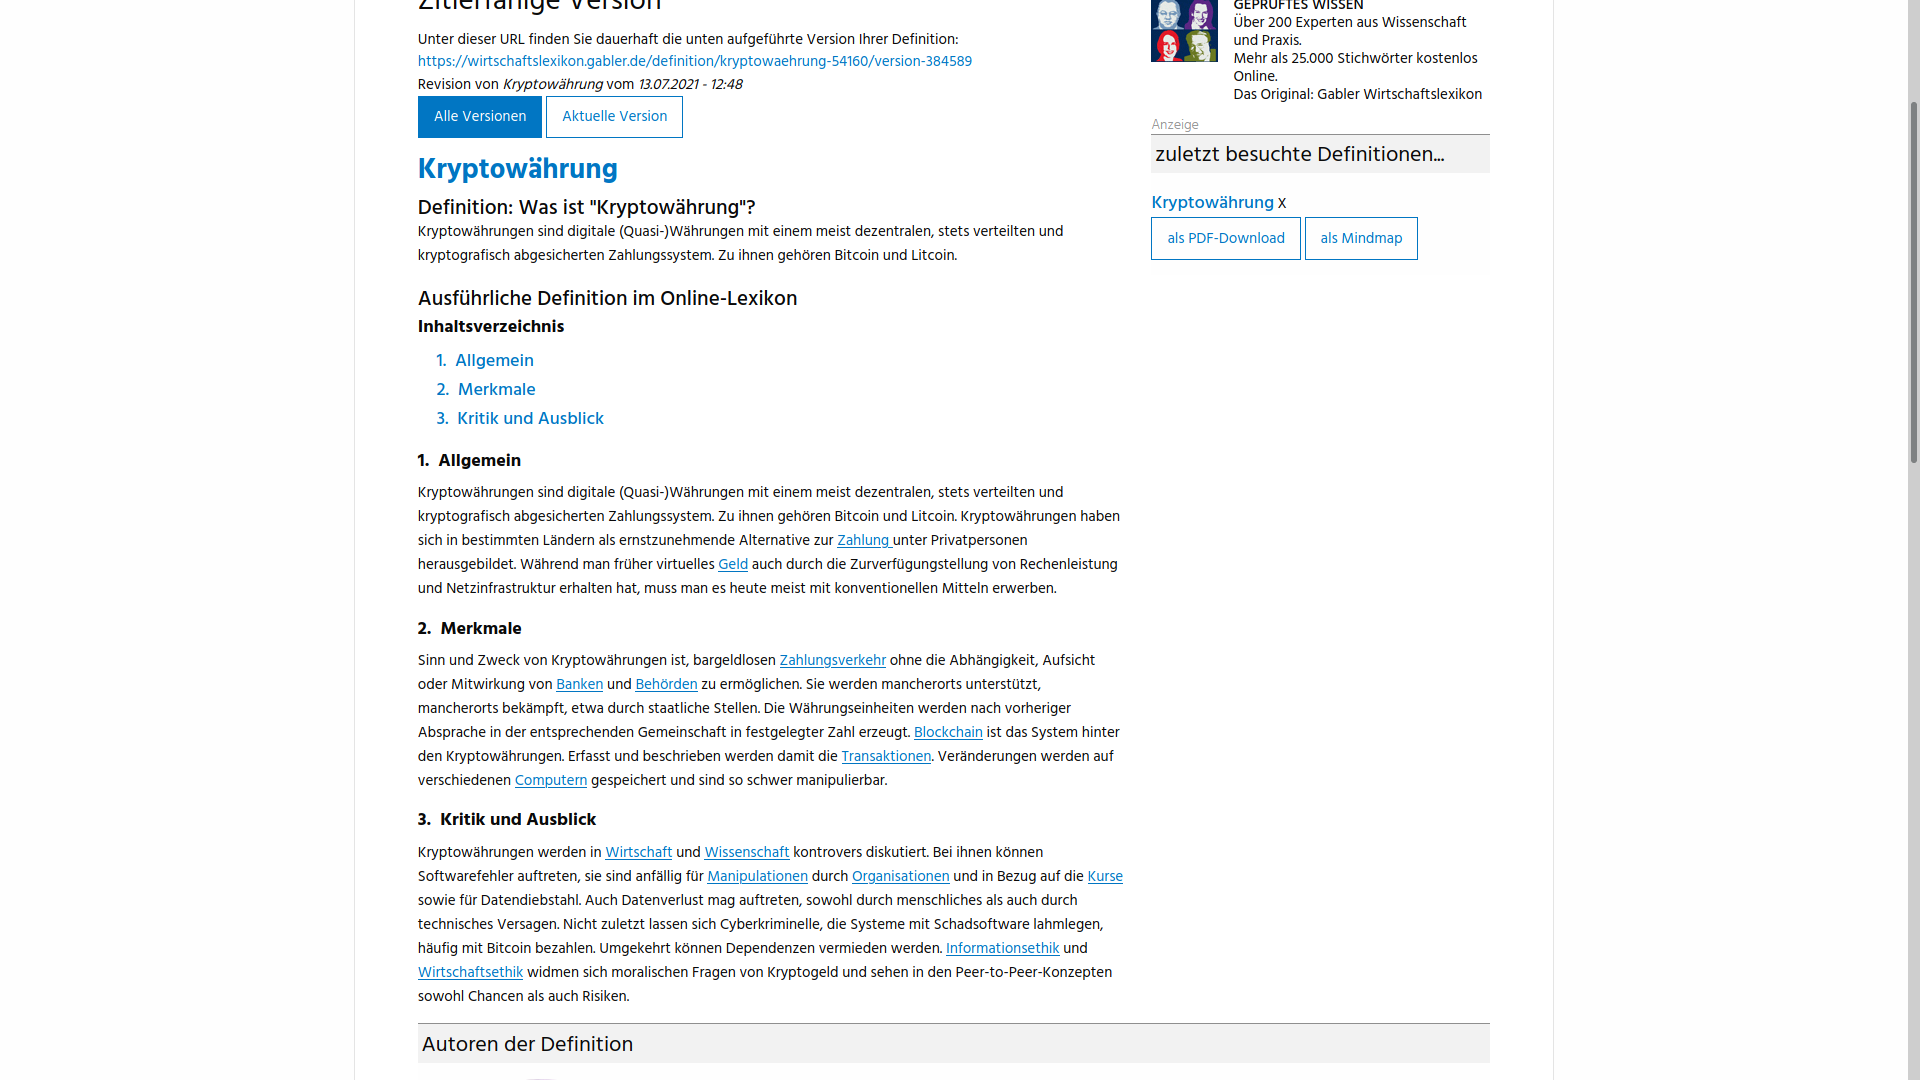 Zitierfähige Version
Unter dieser URL finden Sie dauerhaft die unten aufgeführte Version Ihrer Definition:
https://wirtschaftslexikon.gabler.de/definition/kryptowaehrung-54160/version-384589
Revision von Kryptowährung vom 13.07.2021 - 12:48
Alle Versionen
Aktuelle Version
Kryptowährung
Definition: Was ist "Kryptowährung"?
Kryptowährungen sind digitale (Quasi-)Währungen mit einem meist dezentralen, stets verteilten und
kryptografisch abgesicherten Zahlungssystem. Zu ihnen gehören Bitcoin und Litcoin.
Ausführliche Definition im Online-Lexikon
Inhaltsverzeichnis
1. Allgemein
2. Merkmale
3. Kritik und Ausblick
1. Allgemein
Kryptowährungen sind digitale (Quasi-)Währungen mit einem meist dezentralen, stets verteilten und
kryptografisch abgesicherten Zahlungssystem. Zu ihnen gehören Bitcoin und Litcoin. Kryptowährungen haben
sich in bestimmten Ländern als ernstzunehmende Alternative zur Zahlung unter Privatpersonen
herausgebildet. Während man früher virtuelles Geld auch durch die Zurverfügungstellung von Rechenleistung
und Netzinfrastruktur erhalten hat, muss man es heute meist mit konventionellen Mitteln erwerben.
2. Merkmale
Sinn und Zweck von Kryptowährungen ist, bargeldlosen Zahlungsverkehr ohne die Abhängigkeit, Aufsicht
oder Mitwirkung von Banken und Behörden zu ermöglichen. Sie werden mancherorts unterstützt,
mancherorts bekämpft, etwa durch staatliche Stellen. Die Währungseinheiten werden nach vorheriger
Absprache in der entsprechenden Gemeinschaft in festgelegter Zahl erzeugt. Blockchain ist das System hinter
den Kryptowährungen. Erfasst und beschrieben werden damit die Transaktionen. Veränderungen werden auf
verschiedenen Computern gespeichert und sind so schwer manipulierbar.
3. Kritik und Ausblick
Kryptowährungen werden in Wirtschaft und Wissenschaft kontrovers diskutiert. Bei ihnen können
Softwarefehler auftreten, sie sind anfällig für Manipulationen durch Organisationen und in Bezug auf die Kurse
sowie für Datendiebstahl. Auch Datenverlust mag auftreten, sowohl durch menschliches als auch durch
technisches Versagen. Nicht zuletzt lassen sich Cyberkriminelle, die Systeme mit Schadsoftware lahmlegen,
häufig mit Bitcoin bezahlen. Umgekehrt können Dependenzen vermieden werden. Informationsethik und
Wirtschaftsethik widmen sich moralischen Fragen von Kryptogeld und sehen in den Peer-to-Peer-Konzepten
sowohl Chancen als auch Risiken.
Autoren der Definition
GEPRÜFTES WISSEN
Über 200 Experten aus Wissenschaft
und Praxis.
Mehr als 25.000 Stichwörter kostenlos
Online.
Das Original: Gabler Wirtschaftslexikon
Anzeige
zuletzt besuchte Definitionen...
Kryptowährung X
als PDF-Download
als Mindmap